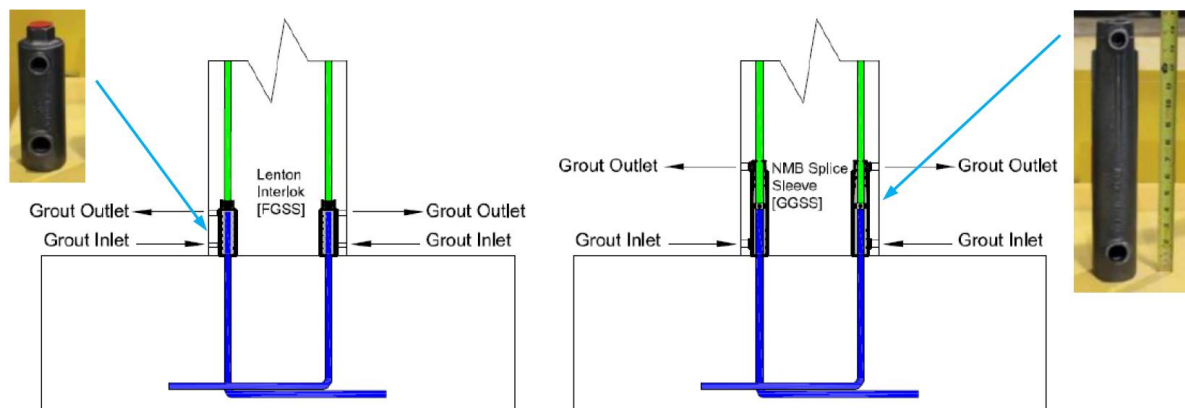 Lenton
Interlok
[FGSS]
Grout Outlet
Grout Outlet
Grout Inlet
Grout Inlet
Grout Outlet
NMB Splice
Sleeve
[GGSS]
Grout Outlet
Grout Inlet
Grout Inlet